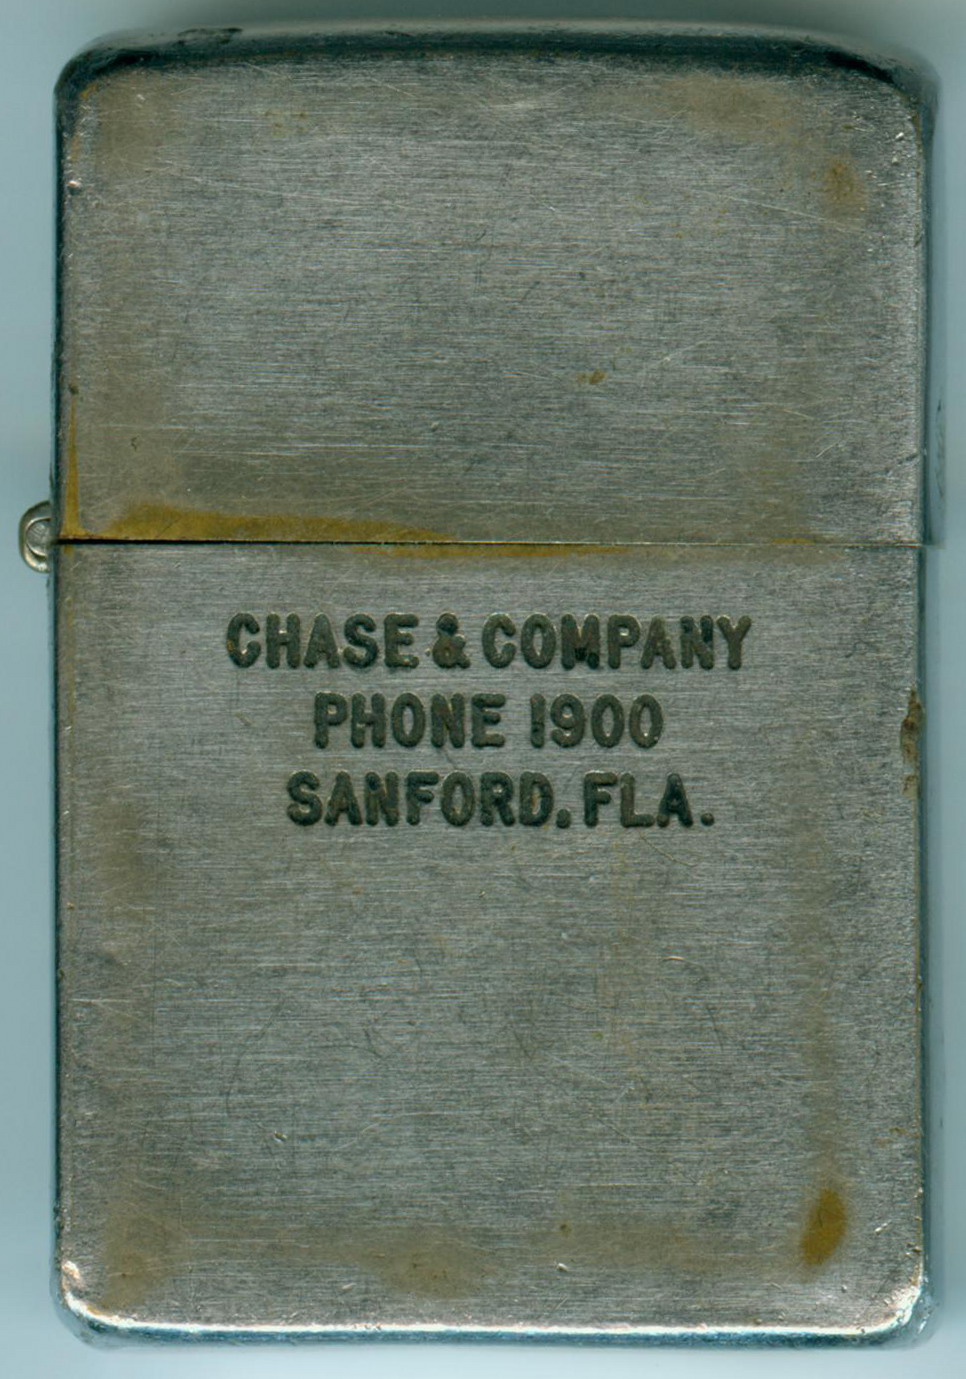 CHASE & COMPANY
PHONE 1900
SANFORD, FLA.